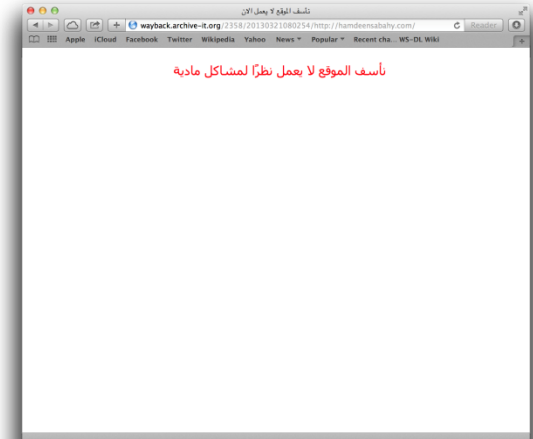 نأسف الموقع لا يعمل الان
wayback.archive-it.org/2358/20130321080254/http://hamdeensabahy.com/
Reader
Apple iCloud Facebook Twitter Wikipedia Yahoo News Popular Recent cha... WS-DL Wiki
نأسف الموقع لا يعمل نظرًا لمشاكل مادية